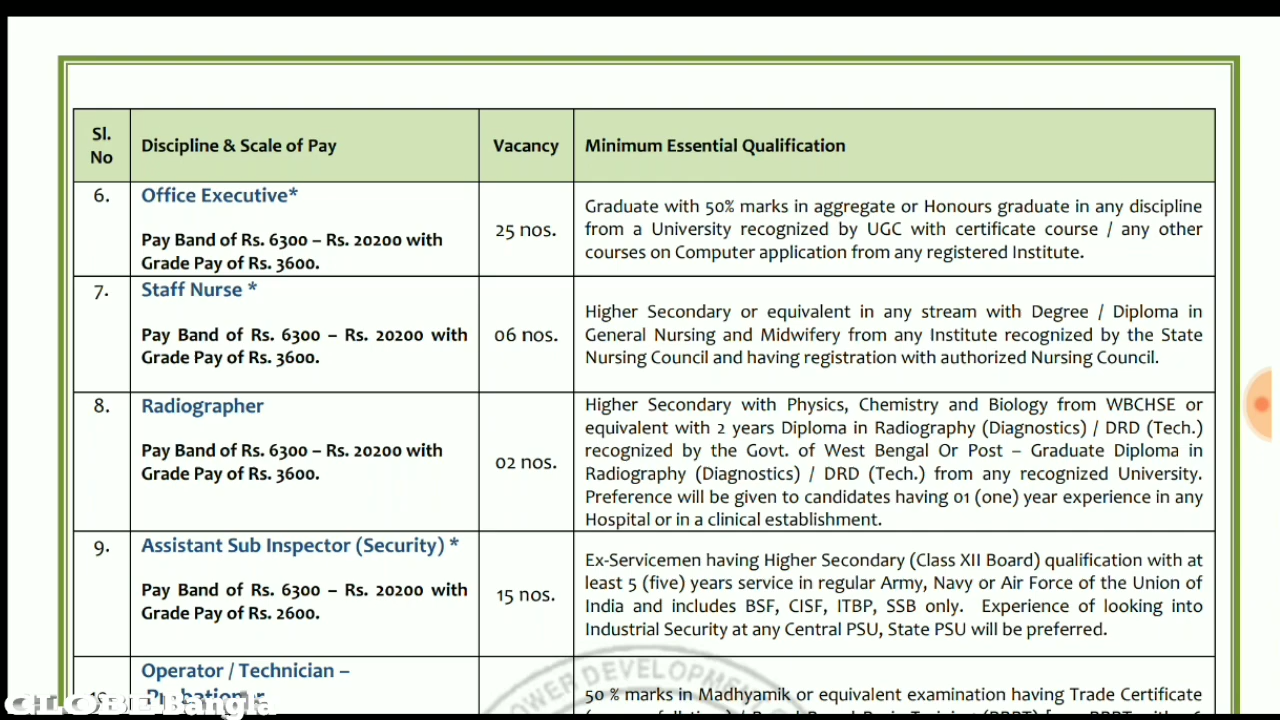 Sl. No
Discipline & Scale of Pay
Vacancy
Minimum Essential Qualification
6.
Office Executive*
Pay Band of Rs. 6300 – Rs. 20200 with
Grade Pay of Rs. 3600.
25 nos.
Graduate with 50% marks in aggregate or Honours graduate in any discipline
from a University recognized by UGC with certificate course / any other
courses on Computer application from any registered Institute.
7.
Staff Nurse *
Pay Band of Rs. 6300 – Rs. 20200 with
Grade Pay of Rs. 3600.
06 nos.
Higher Secondary or equivalent in any stream with Degree / Diploma in
General Nursing and Midwifery from any Institute recognized by the State
Nursing Council and having registration with authorized Nursing Council.
8.
Radiographer
Pay Band of Rs. 6300 – Rs. 20200 with
Grade Pay of Rs. 3600.
02 nos.
Higher Secondary with Physics, Chemistry and Biology from WBCHSE or
equivalent with 2 years Diploma in Radiography (Diagnostics) / DRD (Tech.)
recognized by the Govt. of West Bengal Or Post – Graduate Diploma in
Radiography (Diagnostics) / DRD (Tech.) from any recognized University.
Preference will be given to candidates having 01 (one) year experience in any
Hospital or in a clinical establishment.
9.
Assistant Sub Inspector (Security) *
Pay Band of Rs. 6300 – Rs. 20200 with
Grade Pay of Rs. 2600.
15 nos.
Ex-Servicemen having Higher Secondary (Class XII Board) qualification with at
least 5 (five) years service in regular Army, Navy or Air Force of the Union of
India and includes BSF, CISF, ITBP, SSB only. Experience of looking into
Industrial Security at any Central PSU, State PSU will be preferred.
Operator / Technician –
50 % marks in Madhyamik or equivalent examination having Trade Certificate
POWER DEVELOPMENT
GLOBE Bangla